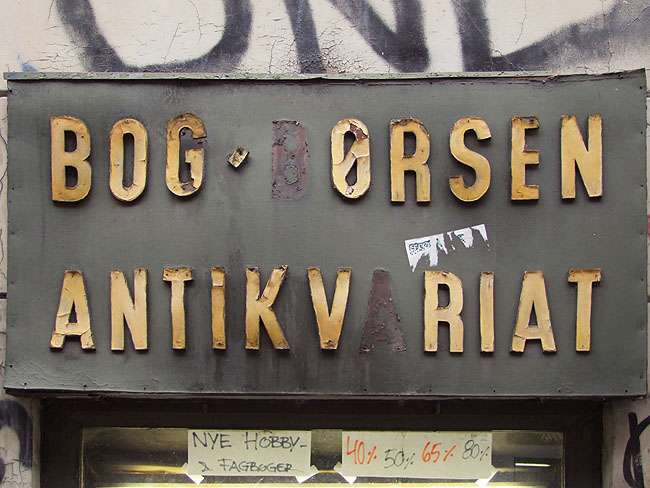 BOG · BØRSEN
ANTIKVARIAT
NYE HOBBY-
& FAGBØGER
40% 50% 65% 80%